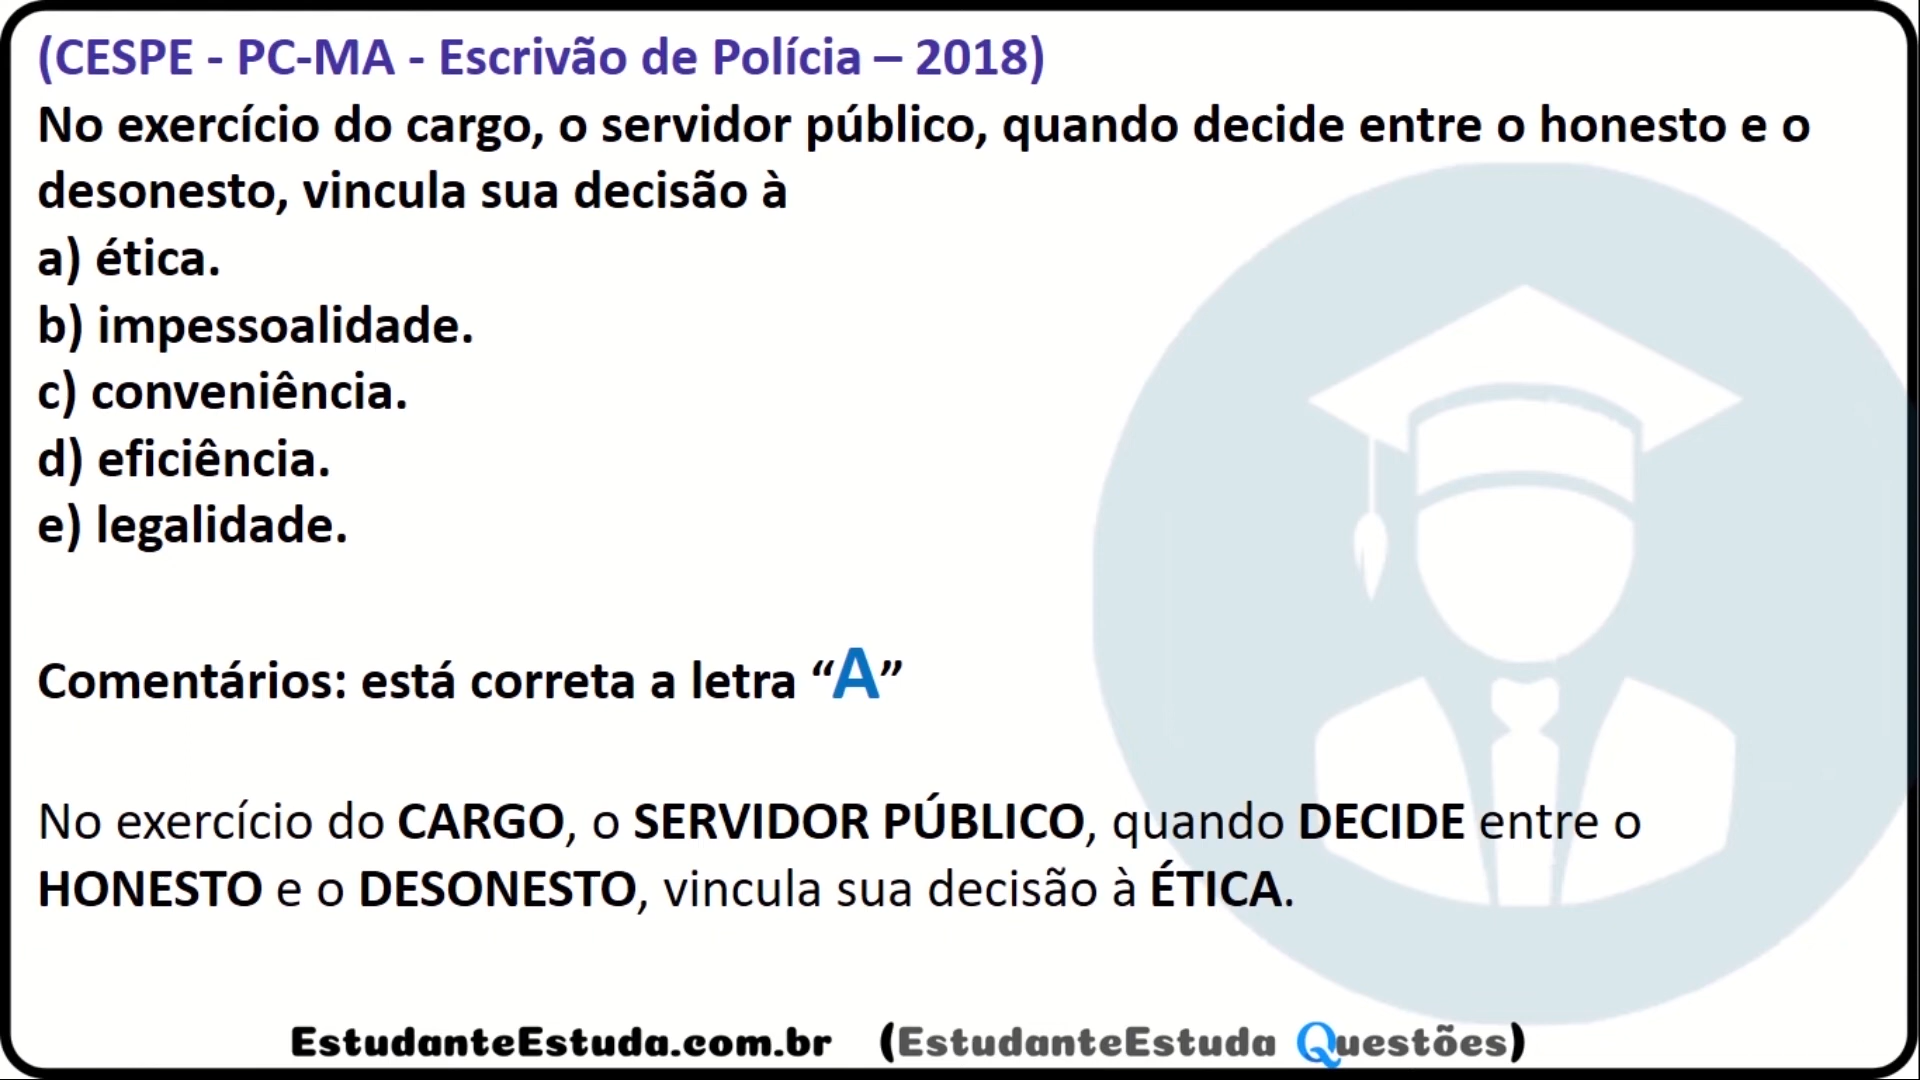 (CESPE - PC-MA - Escrivão de Polícia – 2018)
No exercício do cargo, o servidor público, quando decide entre o honesto e o
desonesto, vincula sua decisão à
a) ética.
b) impessoalidade.
c) conveniência.
d) eficiência.
e) legalidade.
Comentários: está correta a letra “A”
No exercício do CARGO, o SERVIDOR PÚBLICO, quando DECIDE entre o
HONESTO e o DESONESTO, vincula sua decisão à ÉTICA.
EstudanteEstuda.com.br (EstudanteEstuda Questões)